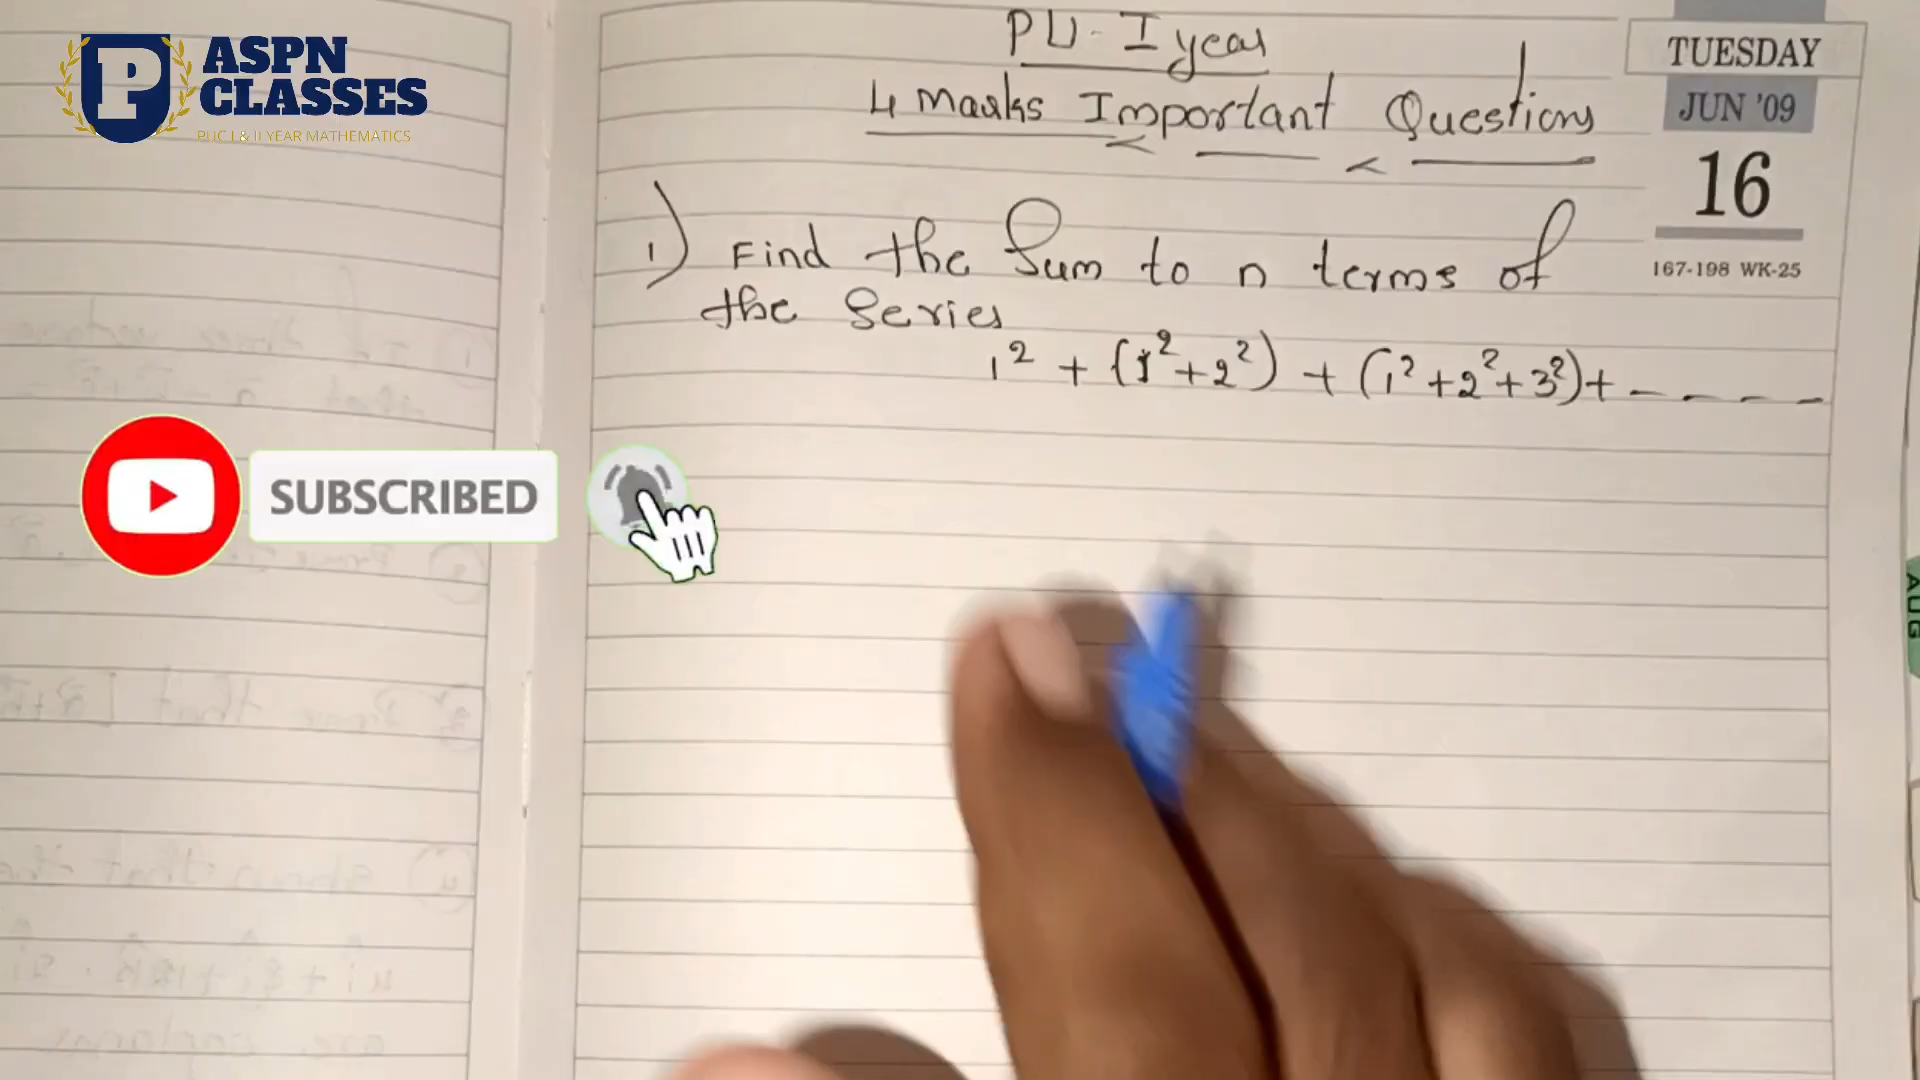 ASPN
CLASSES
PUC I & II YEAR MATHEMATICS
PU - I year
4 Marks Important Questions
TUESDAY
JUN '09
16
167-198 WK-25
1) Find the Sum to n terms of
the Series
1² + (1²+2²) + (1²+2²+3²)+ - - - -
SUBSCRIBED
AUG